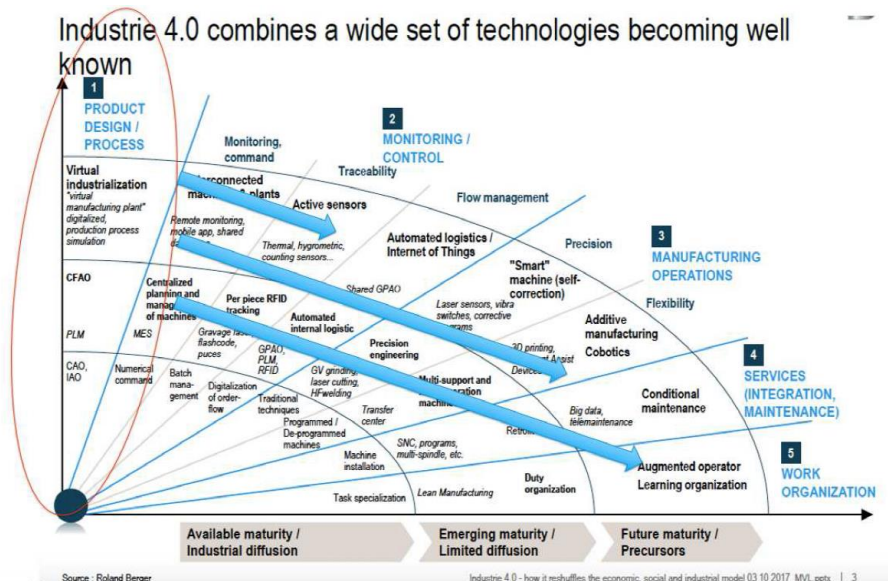 Industrie 4.0 combines a wide set of technologies becoming well
known
1
PRODUCT
DESIGN /
PROCESS
Monitoring,
command
2
MONITORING /
CONTROL
Traceability
Flow management
Precision
3
MANUFACTURING
OPERATIONS
Flexibility
4
SERVICES
(INTEGRATION,
MAINTENANCE)
5
WORK
ORGANIZATION
Virtual
industrialization
"virtual
manufacturing plant"
digitalized,
production process
simulation
plants
Remote monitoring,
mobile app, shared
Active sensors
Thermal, hygrometric,
counting sensors...
Automated logistics /
Internet of Things
Shared GPAO
"Smart"
machine (self-
correction)
Laser sensors, vibra
switches, corrective
3D printing,
Assist
Additive
manufacturing
Cobotics
Conditional
maintenance
Big data,
télemaintenance
Augmented operator
Learning organization
CFAO
PLM
Centralized
planning and
of machines
MES
Per piece RFID
tracking
Gravage
flashcode,
puces
Automated
internal logistic
GPAO,
PLM,
RFID
Precision
engineering
GV grinding,
laser cutting,
HFwelding
Multi-support and
SNC, programs,
multi-spindle, etc.
Duty
organization
Lean Manufacturing
CAO,
IAO
Numerical
command
Batch
mana-
gement
Digitalization
of order-
flow
Traditional
techniques
Programmed /
De-programmed
machines
Transfer
center
Machine
installation
Task specialization
Available maturity /
Industrial diffusion
Emerging maturity /
Limited diffusion
Future maturity /
Precursors
Source : Roland Berger
Industrie 4.0 - how it reshuffles the economic, social and industrial model 03 10 2017_MVL.pptx | 3